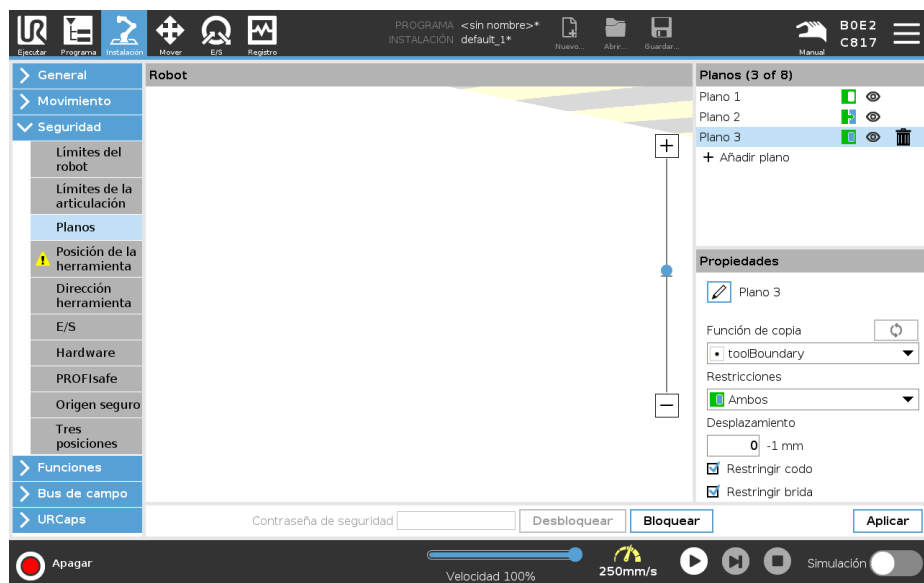 PROGRAMA <sin nombre>*
INSTALACIÓN default_1*
Ejecutar
Programa
Instalación
Mover
E/S
Registro
Nuevo...
Abrir...
Guardar...
Manual
B0E2
C817
General
Movimiento
Seguridad
Límites del
robot
Límites de la
articulación
Planos
Posición de la
herramienta
Dirección
herramienta
E/S
Hardware
PROFIsafe
Origen seguro
Tres
posiciones
Funciones
Bus de campo
URCaps
Robot
Planos (3 of 8)
Plano 1
Plano 2
Plano 3
+ Añadir plano
Propiedades
Plano 3
Función de copia
toolBoundary
Restricciones
Ambos
Desplazamiento
0 -1 mm
Restringir codo
Restringir brida
Contraseña de seguridad
Desbloquear
Bloquear
Aplicar
Apagar
Velocidad 100%
250mm/s
Simulación